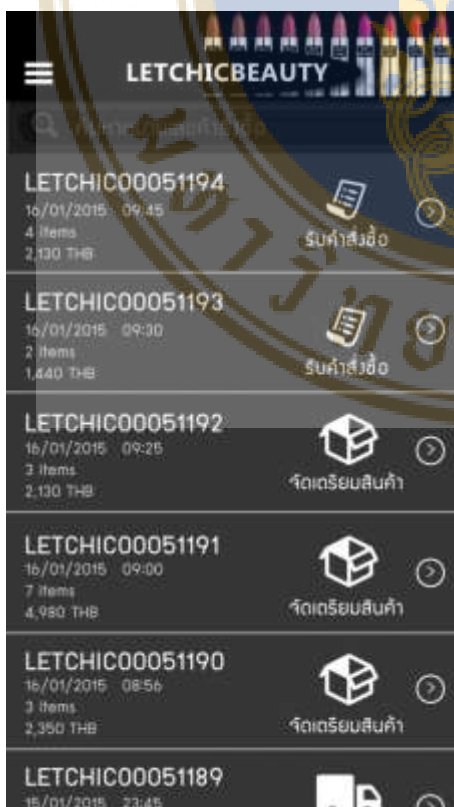 LETCHICBEAUTY
LETCHIC00051194
16/01/2015 09:45
4 Items
2,130 THB
รับคำสั่งซื้อ
LETCHIC00051193
16/01/2015 09:30
2 Items
1,440 THB
รับคำสั่งซื้อ
LETCHIC00051192
16/01/2015 09:25
3 Items
2,130 THB
จัดเตรียมสินค้า
LETCHIC00051191
16/01/2015 09:00
7 Items
4,980 THB
จัดเตรียมสินค้า
LETCHIC00051190
16/01/2015 08:56
3 Items
2,350 THB
จัดเตรียมสินค้า
LETCHIC00051189
15/01/2015 23:45